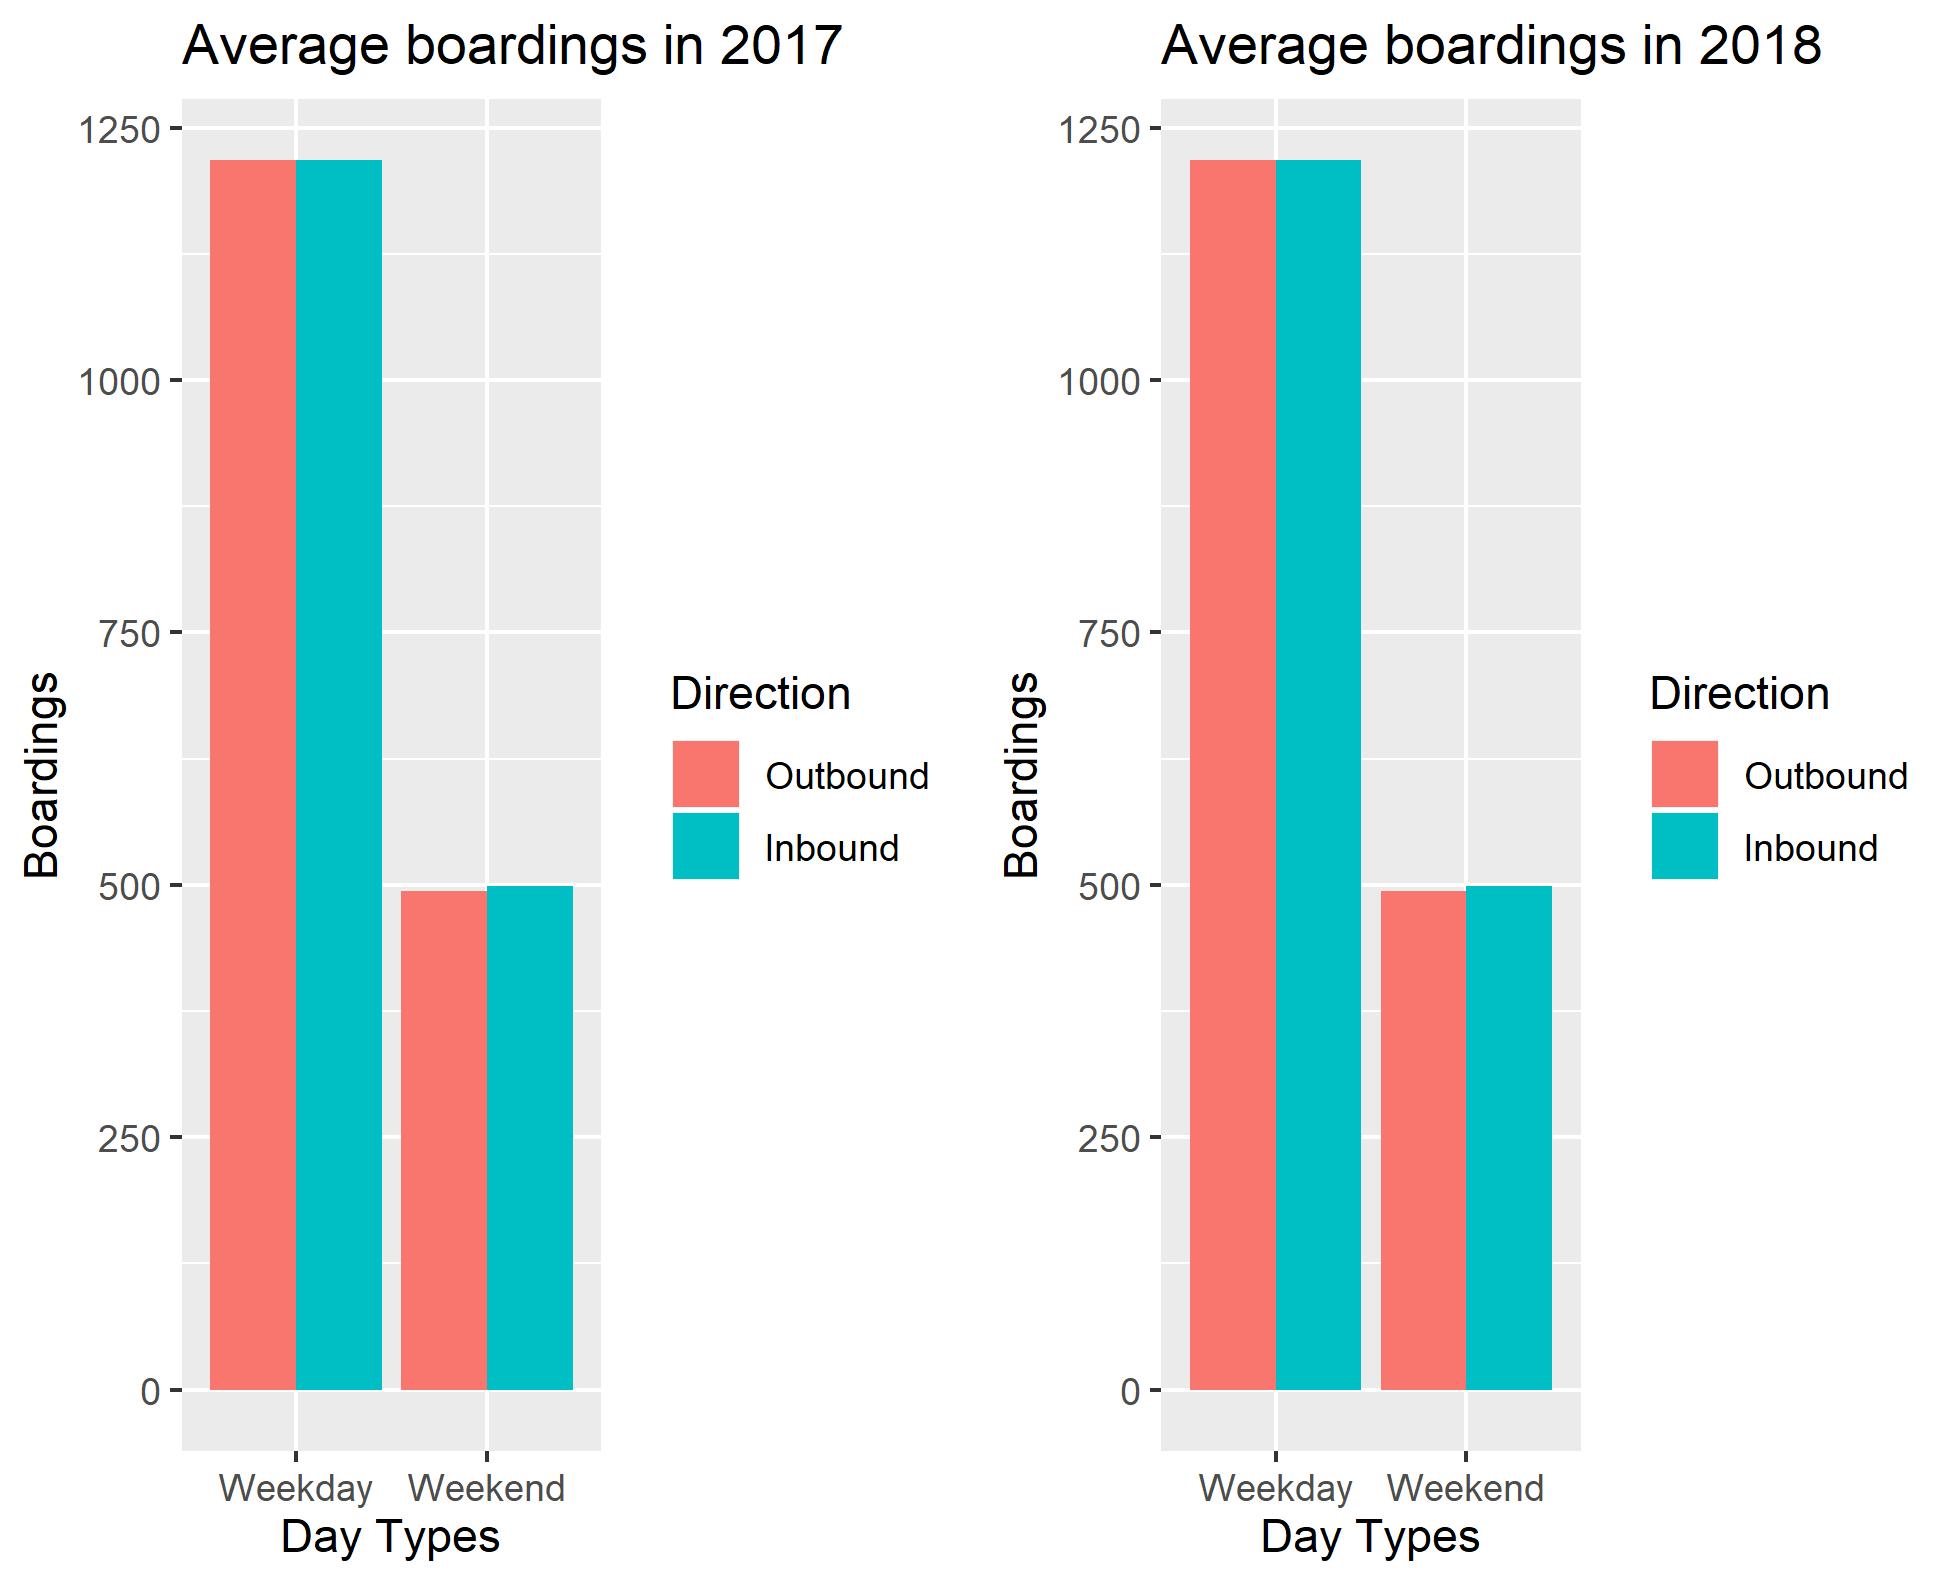 Average boardings in 2017
1250
1000
750
500
250
0
Boardings
Weekday Weekend
Day Types
Direction
Outbound
Inbound
Average boardings in 2018
1250
1000
750
500
250
0
Boardings
Weekday Weekend
Day Types
Direction
Outbound
Inbound